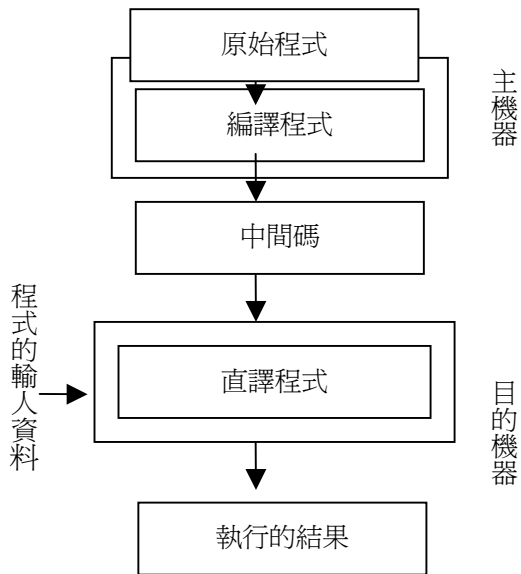 原始程式
主機器
編譯程式
中間碼
程式的輸人資料
直譯程式
目的機器
執行的結果